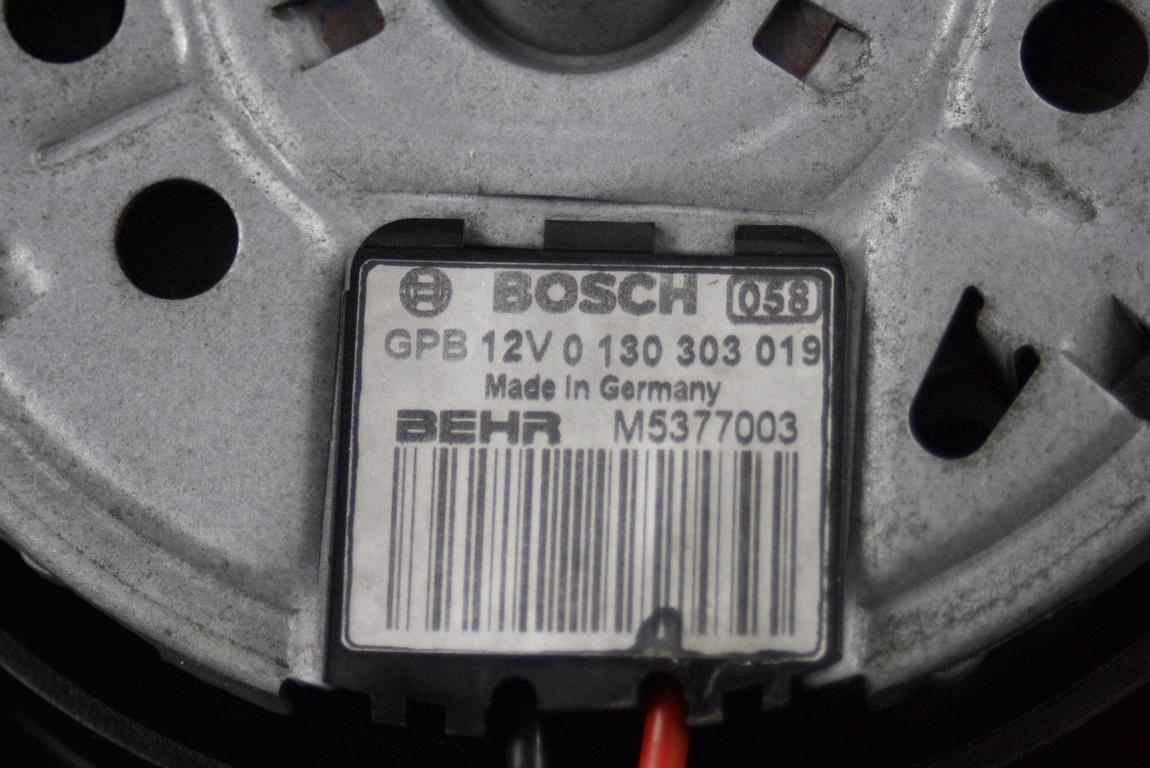 BOSCH 058
GPB 12V 0 130 303 019
Made in Germany
BEHR M5377003